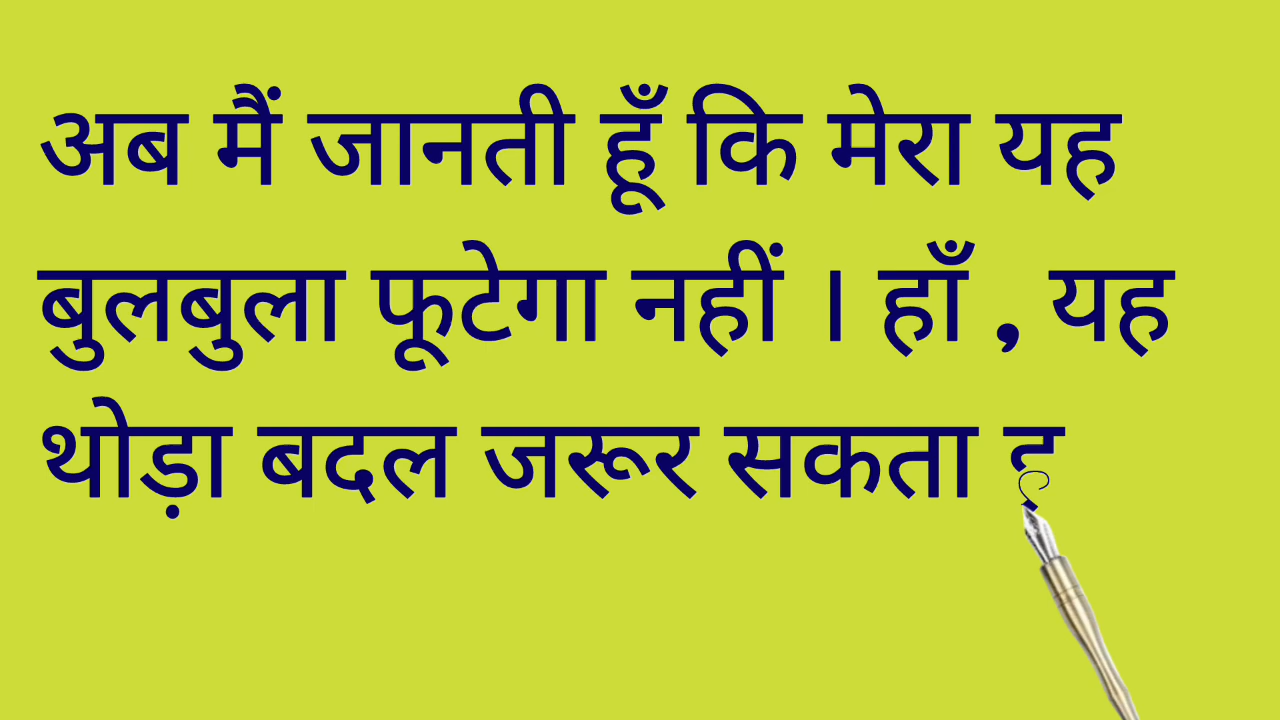 अब मैं जानती हूँ कि मेरा यह
बुलबुला फूटेगा नहीं । हाँ , यह
थोड़ा बदल जरूर सकता ह